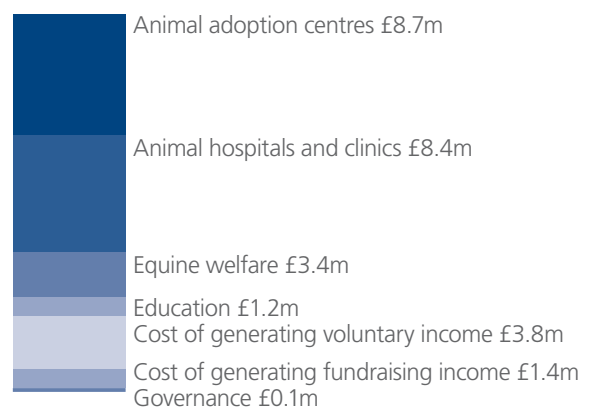 Animal adoption centres £8.7m
Animal hospitals and clinics £8.4m
Equine welfare £3.4m
Education £1.2m
Cost of generating voluntary income £3.8m
Cost of generating fundraising income £1.4m
Governance £0.1m